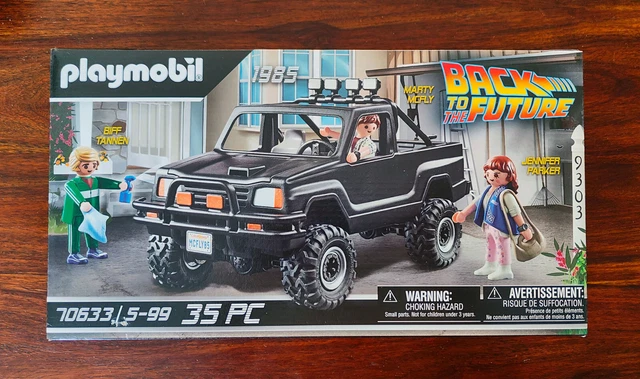 playmobil
1985
BACK
TO THE FUTURE
MARTY
MCFLY
BIFF
TANNEN
JENNIFER
PARKER
9303
MCFLY85
70633 / 5-99 35 PC
WARNING:
CHOKING HAZARD
Small parts. Not for children under 3 years.
AVERTISSEMENT:
RISQUE DE SUFFOCATION.
Présence de petits éléments.
Ne convient pas aux enfants de moins de 3 ans.